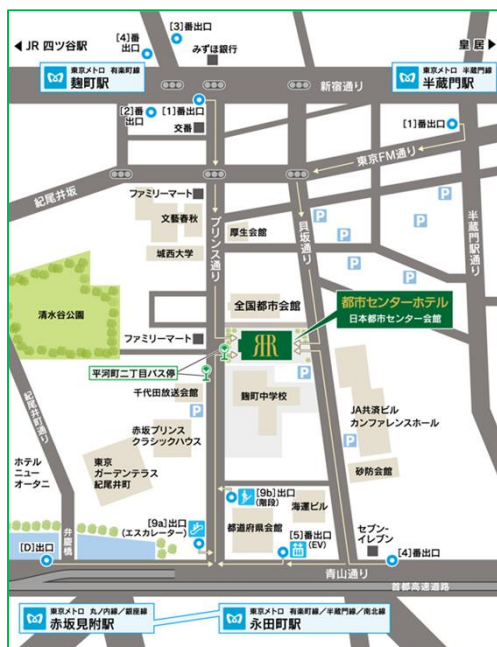 [3]番出口
[4]番
出口
みずほ銀行
JR 四ツ谷駅
皇 居
東京メトロ 有楽町線
麹町駅
東京メトロ 半蔵門線
半蔵門駅
新宿通り
[2]番
出口
[1]番出口
交番
[1]番出口
東京FM通り
紀尾井坂
ファミリーマート
文藝春秋
プリンス通り
厚生会館
貝坂通り
半蔵門駅通り
城西大学
P
P
P
P
P
P
清水谷公園
全国都市会館
都市センターホテル
日本都市センター会館
ファミリーマート
平河町二丁目バス停
千代田放送会館
P
麹町中学校
P
JA共済ビル
カンファレンスホール
紀尾井町通り
赤坂プリンス
クラシックハウス
東京
ガーデンテラス
紀尾井町
砂防会館
ホテル
ニュー
オータニ
[9b]出口
(階段)
海運ビル
弁慶橋
[9a]出口
(エスカレーター)
都道府県会館
[5]番出口
(EV)
セブン-
イレブン
[D]出口
[4]番出口
青山通り
首都高速道路
東京メトロ 丸ノ内線／銀座線
赤坂見附駅
東京メトロ 有楽町線／半蔵門線／南北線
永田町駅